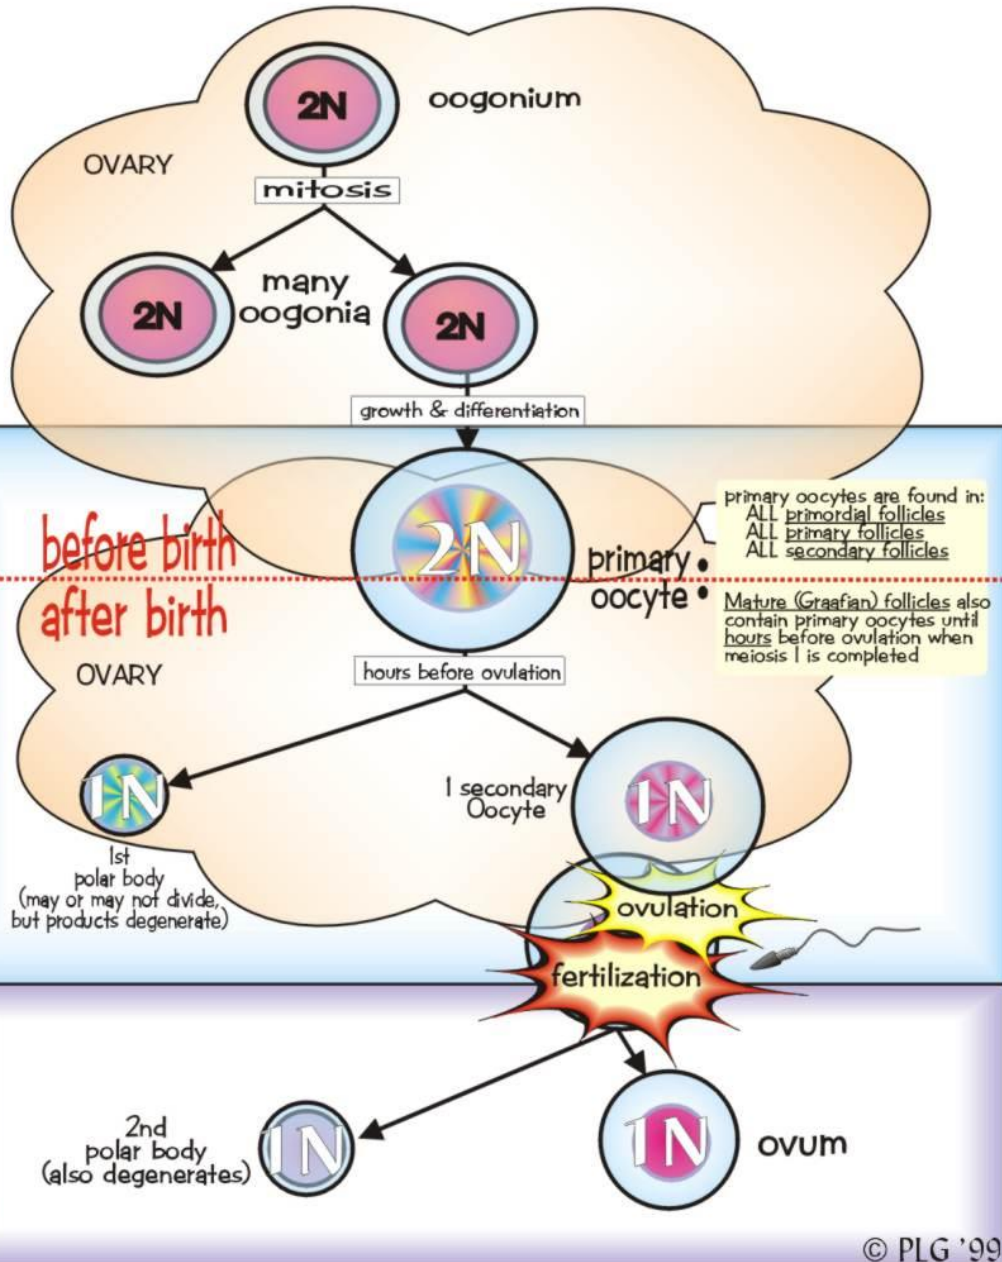 2N
oogonium
OVARY
mitosis
2N
many
oogonia
2N
growth & differentiation
2N
before birth
after birth
primary
oocyte
primary oocytes are found in:
ALL primordial follicles
ALL primary follicles
ALL secondary follicles
Mature (Graafian) follicles also
contain primary oocytes until
hours before ovulation when
meiosis I is completed
OVARY
hours before ovulation
1N
1st
polar body
(may or may not divide,
but products degenerate)
1 secondary
Oocyte
1N
ovulation
fertilization
2nd
polar body
(also degenerates)
1N
1N
ovum
© PLG '99